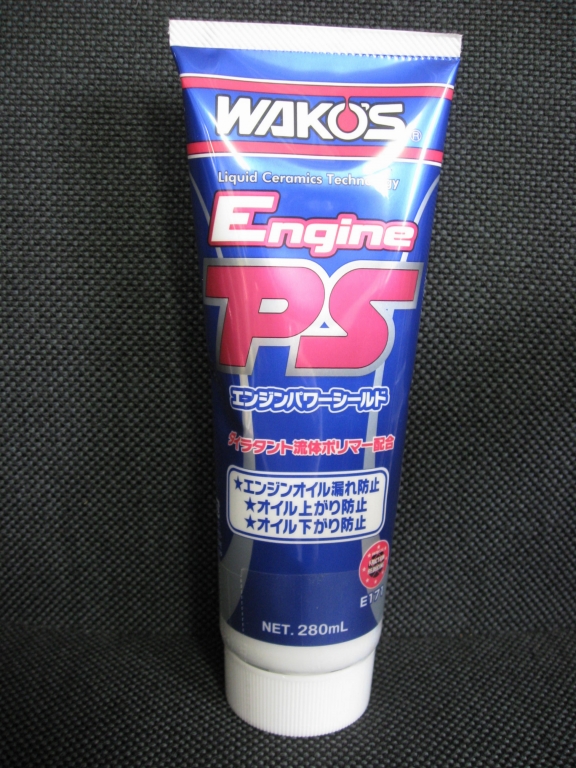 WAKO'S®
Liquid Ceramics Technology
Engine
PS
エンジンパワーシールド
ダイラタント流体ポリマー配合
★エンジンオイル漏れ防止
★オイル上がり防止
★オイル下がり防止
NET. 280mL